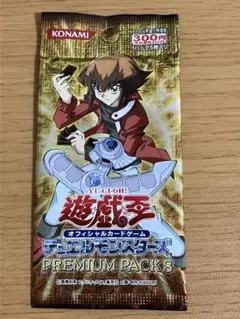 KONAMI
300円
YU-GI-OH!
遊戯王
オフィシャルカードゲーム
デュエルモンスターズ
PREMIUM PACK 8